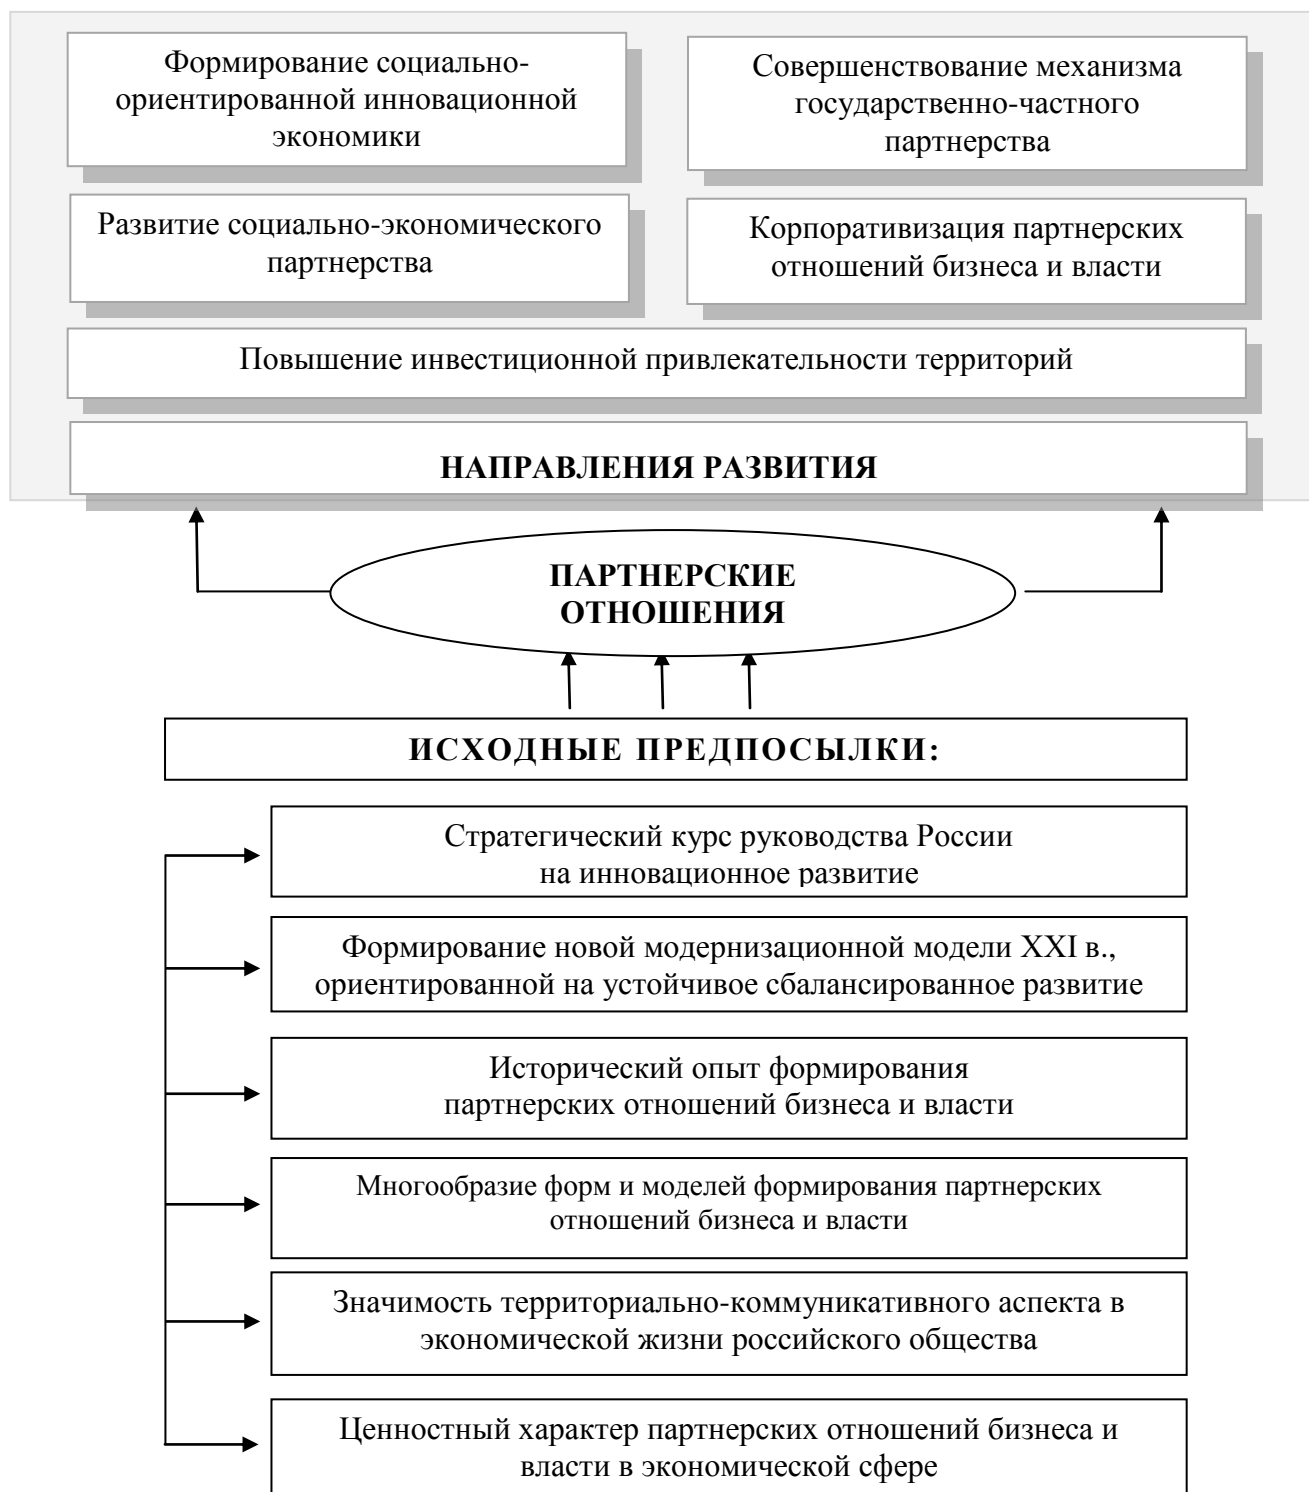 Формирование социально-
ориентированной инновационной
экономики
Совершенствование механизма
государственно-частного
партнерства
Развитие социально-экономического
партнерства
Корпоративизация партнерских
отношений бизнеса и власти
Повышение инвестиционной привлекательности территорий
НАПРАВЛЕНИЯ РАЗВИТИЯ
ПАРТНЕРСКИЕ
ОТНОШЕНИЯ
ИСХОДНЫЕ ПРЕДПОСЫЛКИ:
Стратегический курс руководства России
на инновационное развитие
Формирование новой модернизационной модели XXI в.,
ориентированной на устойчивое сбалансированное развитие
Исторический опыт формирования
партнерских отношений бизнеса и власти
Многообразие форм и моделей формирования партнерских
отношений бизнеса и власти
Значимость территориально-коммуникативного аспекта в
экономической жизни российского общества
Ценностный характер партнерских отношений бизнеса и
власти в экономической сфере